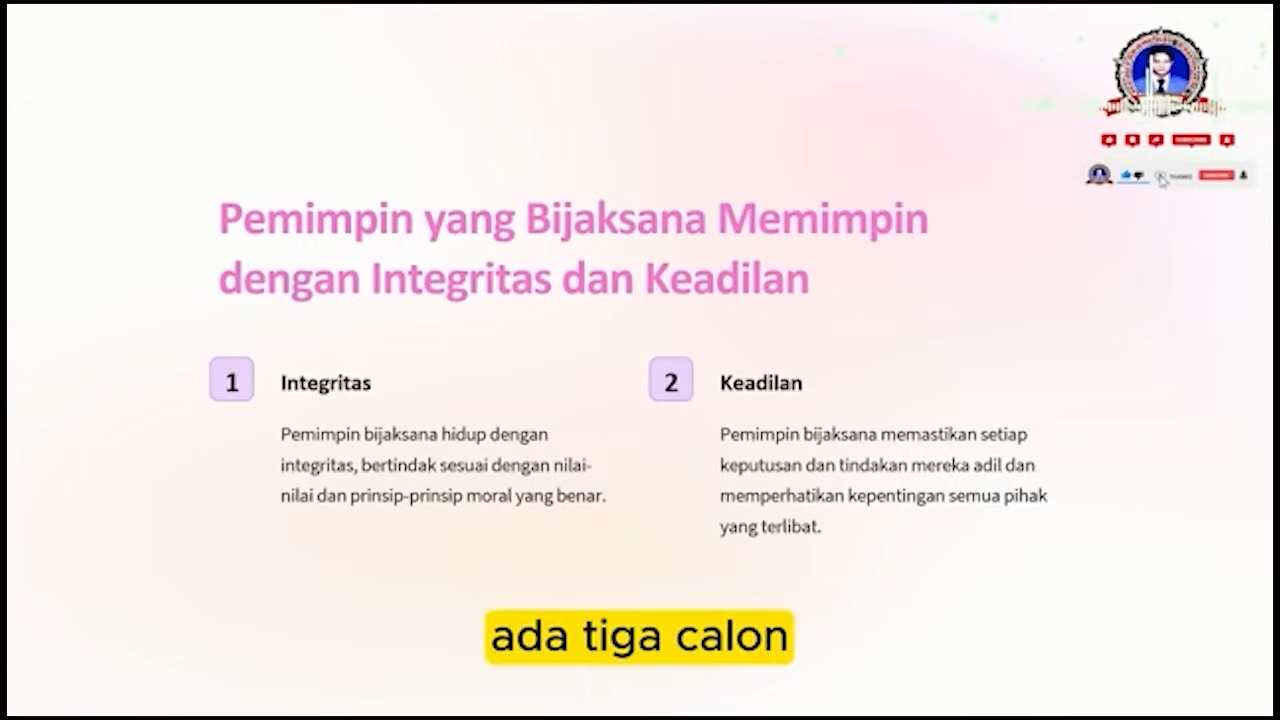 Pemimpin yang Bijaksana Memimpin
dengan Integritas dan Keadilan
1
Integritas
Pemimpin bijaksana hidup dengan
integritas, bertindak sesuai dengan nilai-
nilai dan prinsip-prinsip moral yang benar.
2
Keadilan
Pemimpin bijaksana memastikan setiap
keputusan dan tindakan mereka adil dan
memperhatikan kepentingan semua pihak
yang terlibat.
ada tiga calon